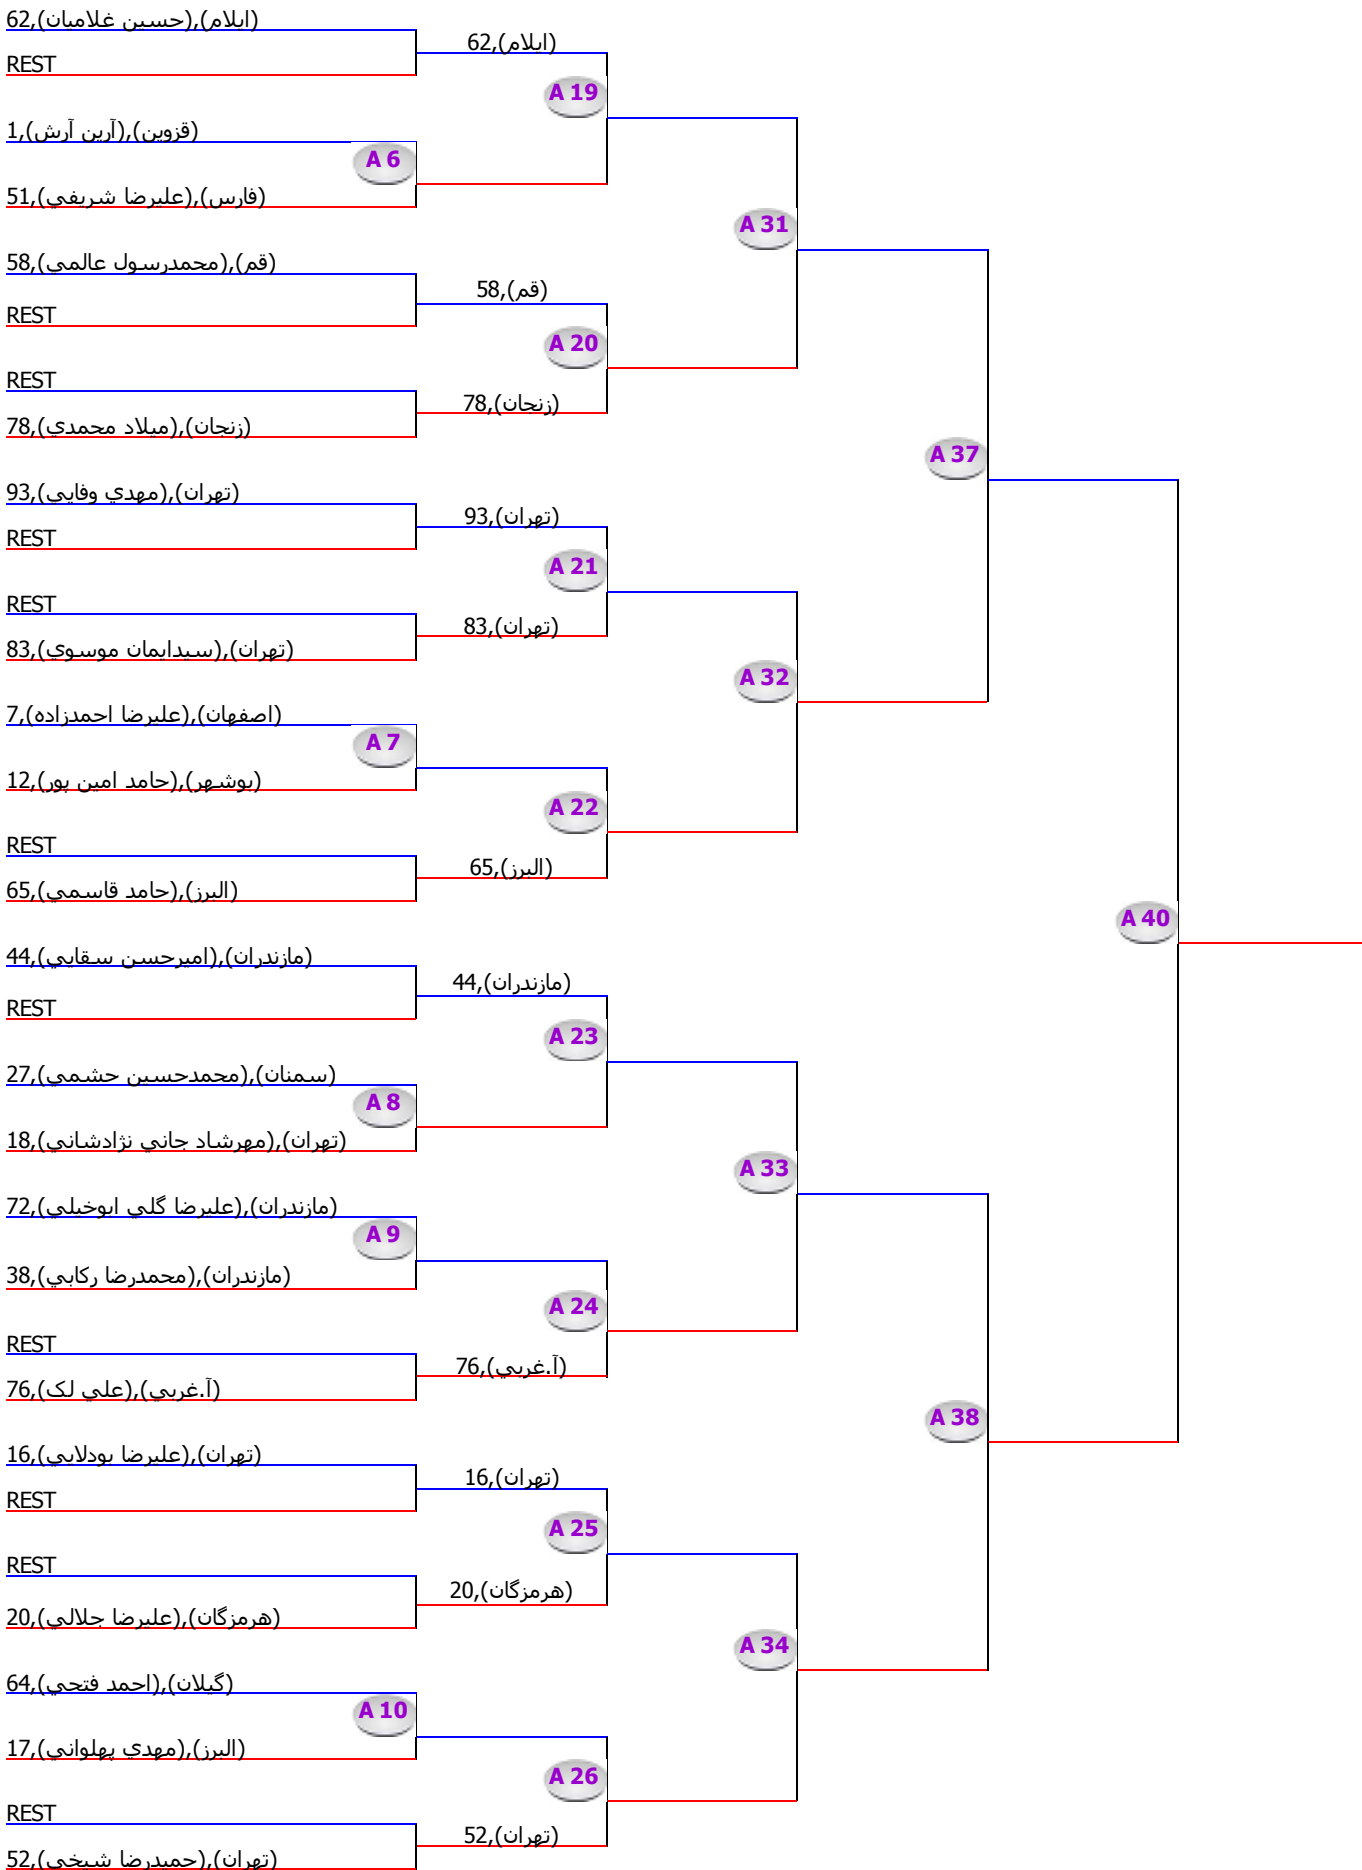 62,(حسين غلاميان),(ايلام)
REST
62,(ايلام)
A 19
1,(آرين آرش),(قزوين)
A 6
51,(عليرضا شريفي),(فارس)
A 31
58,(محمدرسول عالمي),(قم)
REST
58,(قم)
A 20
REST
78,(ميلاد محمدي),(زنجان)
78,(زنجان)
A 37
93,(مهدي وفايي),(تهران)
REST
93,(تهران)
A 21
REST
83,(سيدايمان موسوي),(تهران)
83,(تهران)
A 32
7,(عليرضا احمدزاده),(اصفهان)
A 7
12,(حامد امين پور),(بوشهر)
A 22
REST
65,(حامد قاسمي),(البرز)
65,(البرز)
A 40
44,(اميرحسن سقايي),(مازندران)
REST
44,(مازندران)
A 23
27,(محمدحسين حشمي),(سمنان)
A 8
18,(مهرشاد جاني نژادشاني),(تهران)
A 33
72,(عليرضا گلي ابوخيلي),(مازندران)
A 9
38,(محمدرضا رکابي),(مازندران)
A 24
REST
76,(علي لک),(آ.غربي)
76,(آ.غربي)
A 38
16,(عليرضا بودلايي),(تهران)
REST
16,(تهران)
A 25
REST
20,(عليرضا جلالي),(هرمزگان)
20,(هرمزگان)
A 34
64,(احمد فتحي),(گيلان)
A 10
17,(مهدي پهلواني),(البرز)
A 26
REST
52,(حميدرضا شيخي),(تهران)
52,(تهران)